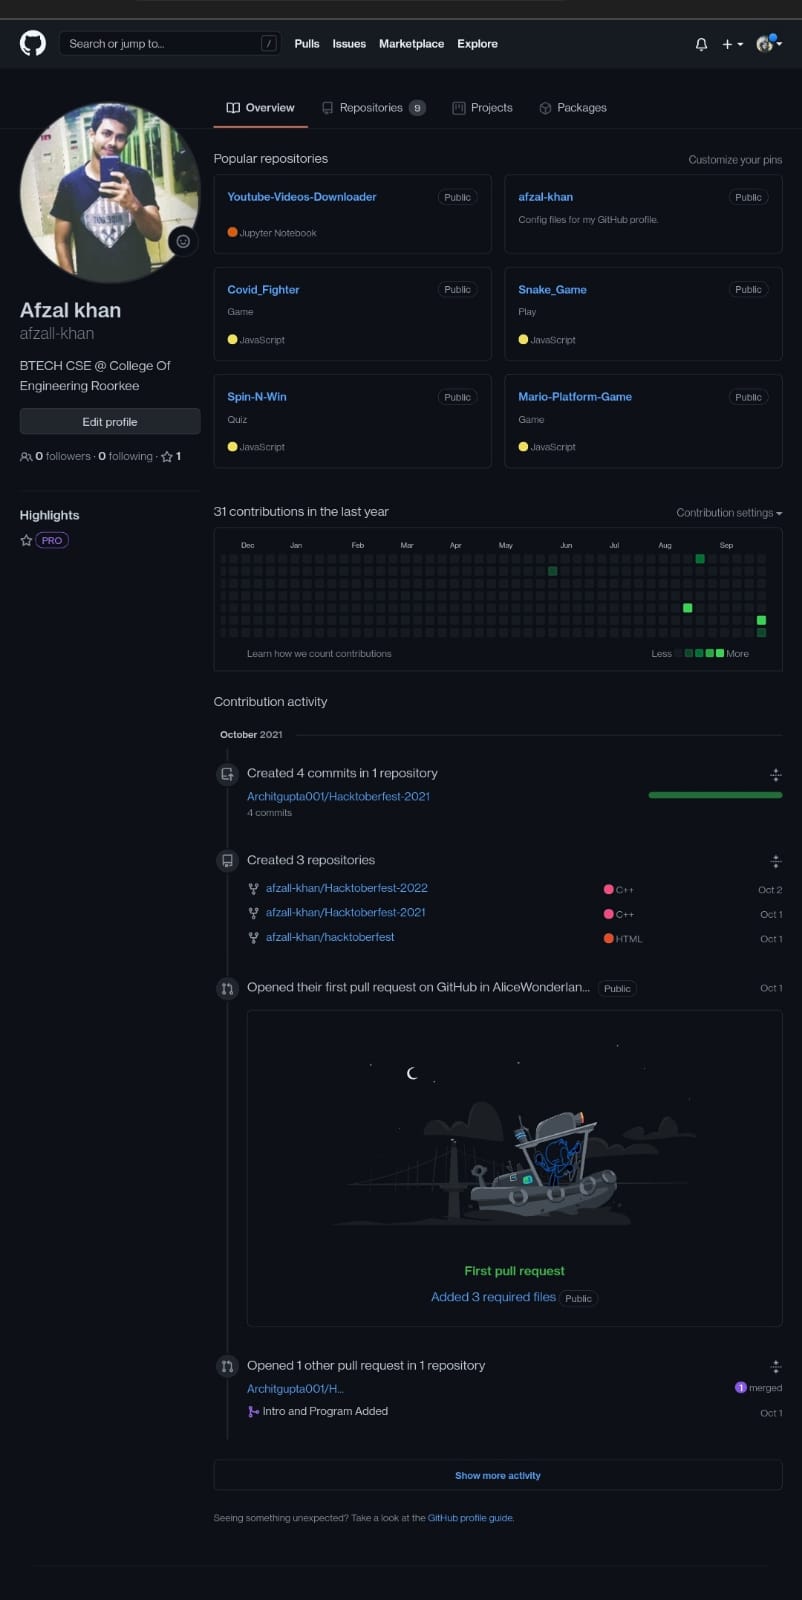 Search or jump to...
/
Pulls
Issues
Marketplace
Explore
Overview
Repositories 9
Projects
Packages
Afzal khan
afzall-khan
BTECH CSE @ College Of
Engineering Roorkee
Edit profile
0 followers · 0 following · 1
Highlights
PRO
Popular repositories
Customize your pins
Youtube-Videos-Downloader
Public
Jupyter Notebook
afzal-khan
Public
Config files for my GitHub profile.
Covid_Fighter
Public
Game
JavaScript
Snake_Game
Public
Play
JavaScript
Spin-N-Win
Public
Quiz
JavaScript
Mario-Platform-Game
Public
Game
JavaScript
31 contributions in the last year
Contribution settings
Dec Jan Feb Mar Apr May Jun Jul Aug Sep
Learn how we count contributions
Less
More
Contribution activity
October 2021
Created 4 commits in 1 repository
Architgupta001/Hacktoberfest-2021
4 commits
Created 3 repositories
afzall-khan/Hacktoberfest-2022
C++
Oct 2
afzall-khan/Hacktoberfest-2021
C++
Oct 1
afzall-khan/hacktoberfest
HTML
Oct 1
Opened their first pull request on GitHub in AliceWonderlan...
Public
Oct 1
First pull request
Added 3 required files
Public
Opened 1 other pull request in 1 repository
Architgupta001/H...
1 merged
Intro and Program Added
Oct 1
Show more activity
Seeing something unexpected? Take a look at the GitHub profile guide.